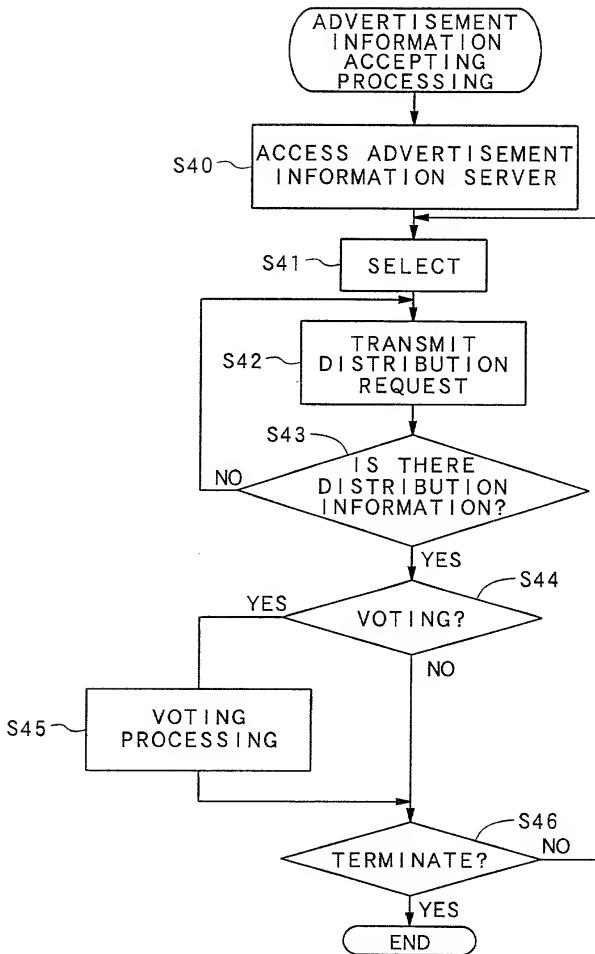 ADVERTISEMENT
INFORMATION
ACCEPTING
PROCESSING
S40
ACCESS ADVERTISEMENT
INFORMATION SERVER
S41
SELECT
S42
TRANSMIT
DISTRIBUTION
REQUEST
S43
NO
IS THERE
DISTRIBUTION
INFORMATION?
YES
S44
YES
VOTING?
NO
S45
VOTING
PROCESSING
S46
TERMINATE?
NO
YES
END